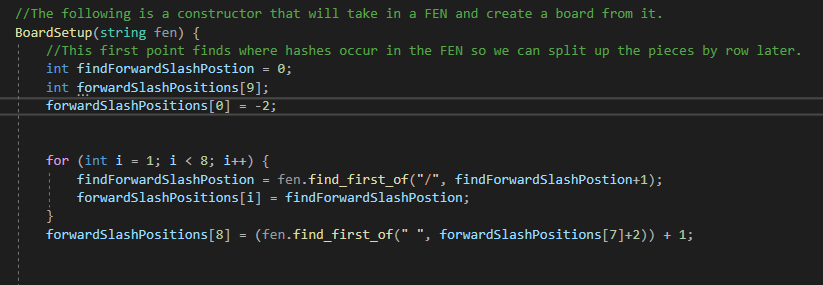 //The following is a constructor that will take in a FEN and create a board from it.
BoardSetup(string fen) {
//This first point finds where hashes occur in the FEN so we can split up the pieces by row later.
int findForwardSlashPostion = 0;
int forwardSlashPositions[9];
forwardSlashPositions[0] = -2;
for (int i = 1; i < 8; i++) {
findForwardSlashPostion = fen.find_first_of("/", findForwardSlashPostion+1);
forwardSlashPositions[i] = findForwardSlashPostion;
}
forwardSlashPositions[8] = (fen.find_first_of(" ", forwardSlashPositions[7]+2)) + 1;